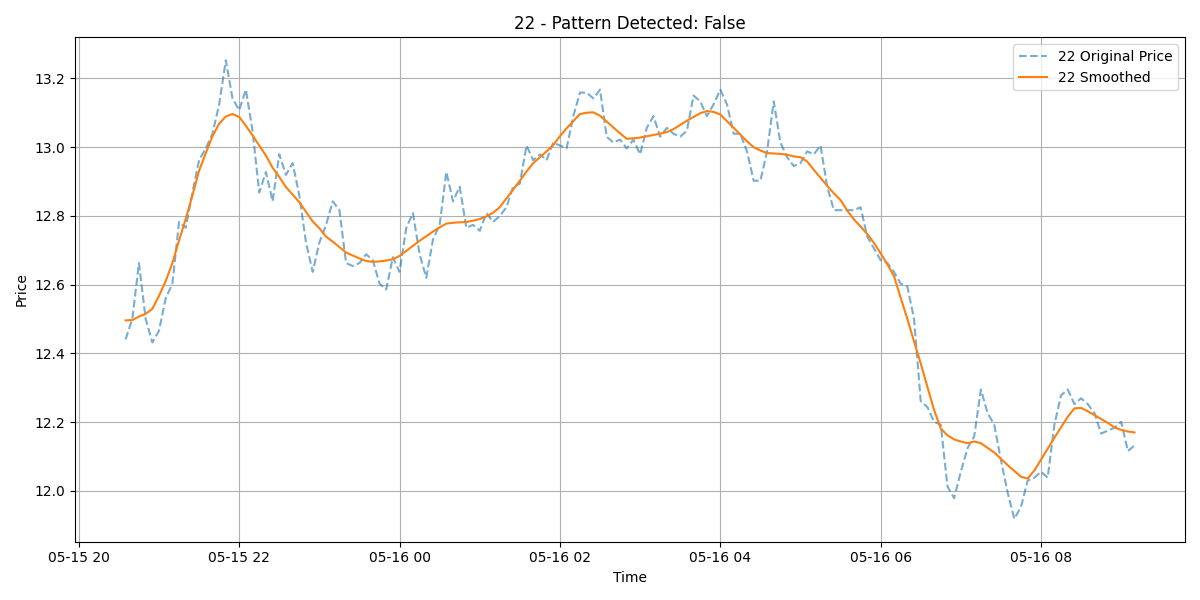 22 - Pattern Detected: False
22 Original Price
22 Smoothed
Price
13.2
13.0
12.8
12.6
12.4
12.2
12.0
05-15 20 05-15 22 05-16 00 05-16 02 05-16 04 05-16 06 05-16 08
Time